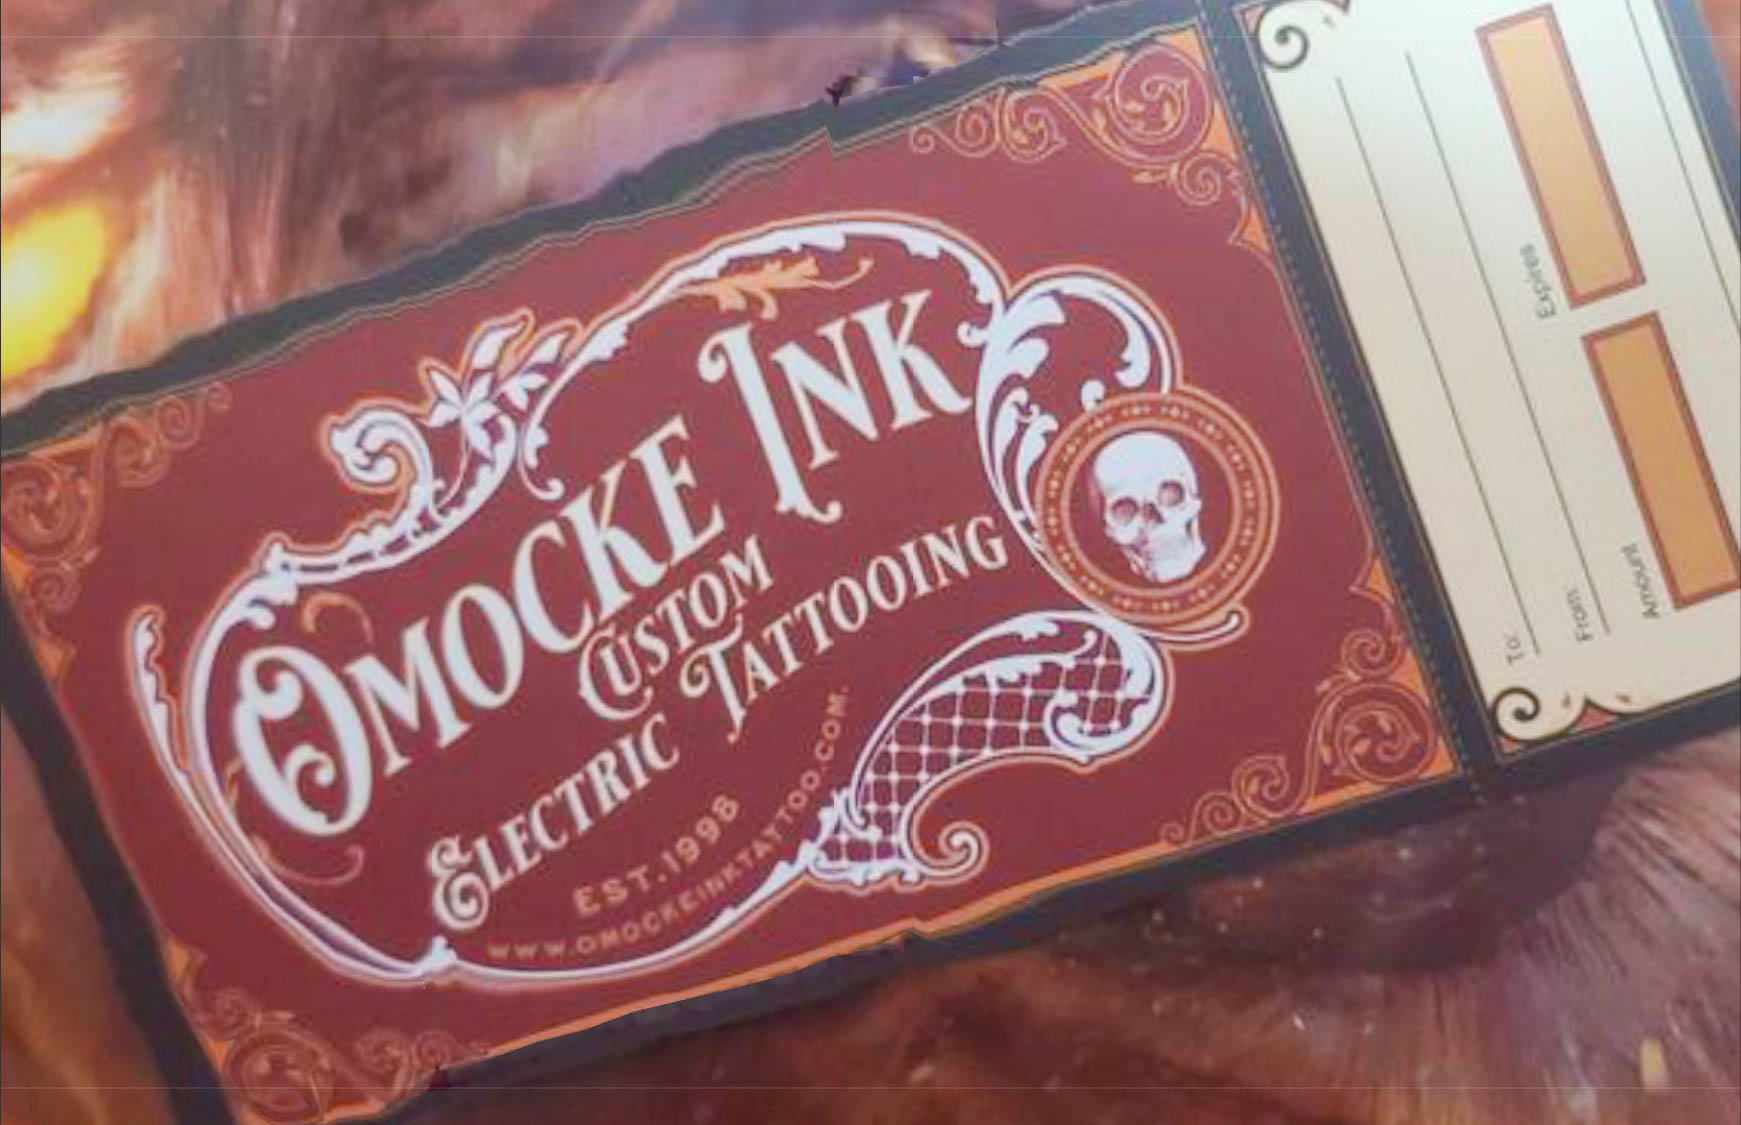 OMOCKE INK
CUSTOM
ELECTRIC TATTOOING
EST.1998
WWW.OMOCKEINKTATTOO.COM.
To:
From:
Amount
Expires